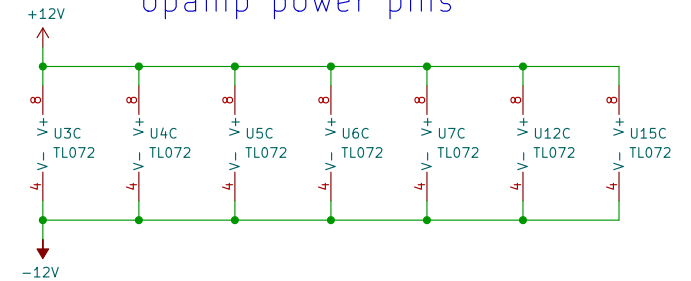 Opamp power pins
+12V
8 8 8 8 8 8 8
V+ U3C V+ U4C V+ U5C V+ U6C V+ U7C V+ U12C V+ U15C
V- TL072 V- TL072 V- TL072 V- TL072 V- TL072 V- TL072 V- TL072
4 4 4 4 4 4 4
-12V